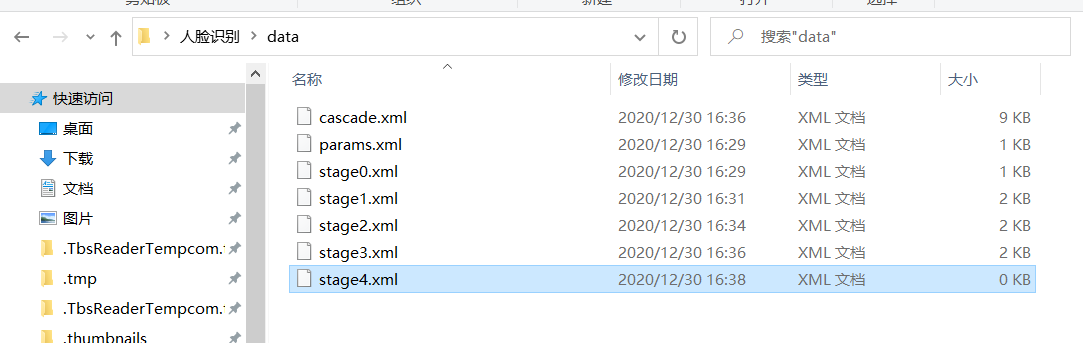 剪贴板 组织 新建 打开 选择
人脸识别 data
搜索"data"
名称 修改日期 类型 大小
快速访问
桌面
下载
文档
图片
.TbsReaderTempcom.
.tmp
.TbsReaderTempcom.
.thumbnails
cascade.xml 2020/12/30 16:36 XML 文档 9 KB
params.xml 2020/12/30 16:29 XML 文档 1 KB
stage0.xml 2020/12/30 16:29 XML 文档 1 KB
stage1.xml 2020/12/30 16:31 XML 文档 2 KB
stage2.xml 2020/12/30 16:34 XML 文档 2 KB
stage3.xml 2020/12/30 16:36 XML 文档 2 KB
stage4.xml 2020/12/30 16:38 XML 文档 0 KB